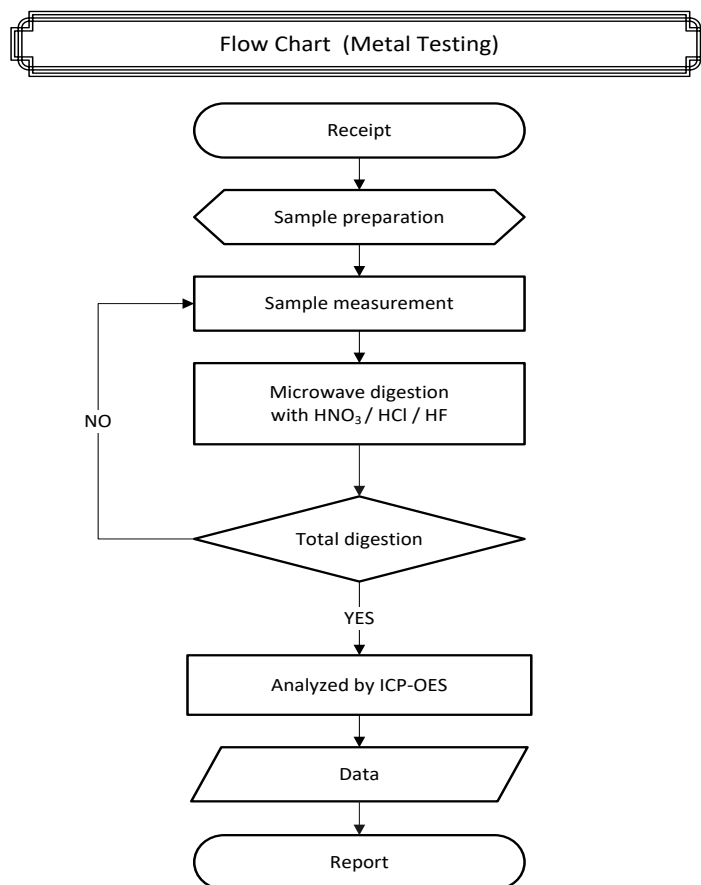 Flow Chart (Metal Testing)
Receipt
Sample preparation
Sample measurement
Microwave digestion
with HNO₃ / HCl / HF
NO
Total digestion
YES
Analyzed by ICP-OES
Data
Report